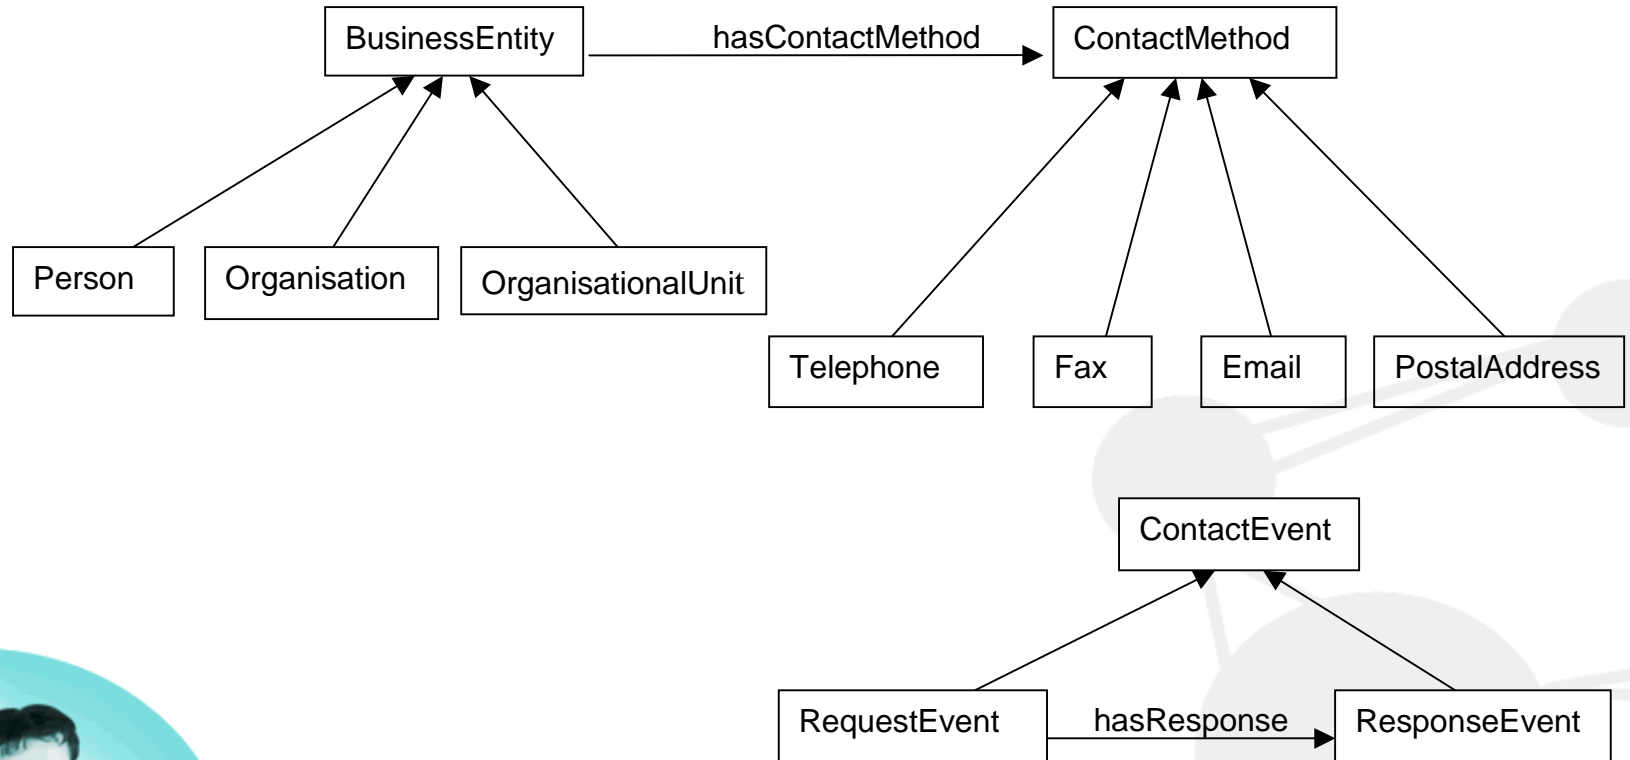 BusinessEntity
hasContactMethod
ContactMethod
Person
Organisation
OrganisationalUnit
Telephone
Fax
Email
PostalAddress
ContactEvent
RequestEvent
hasResponse
ResponseEvent